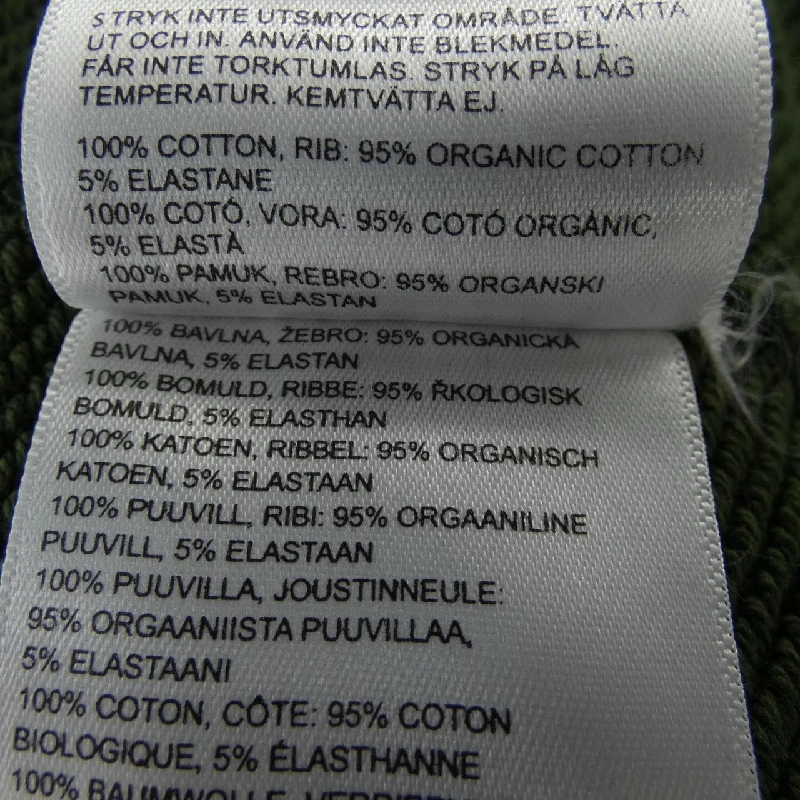 STRYK INTE UTSMYCKAT OMRÅDE. TVÄTTA
UT OCH IN. ANVÄND INTE BLEKMEDEL.
FÅR INTE TORKTUMLAS. STRYK PÅ LÅG
TEMPERATUR. KEMTVÄTTA EJ.
100% COTTON, RIB: 95% ORGANIC COTTON
5% ELASTANE
100% COTÓ, VORA: 95% COTÓ ORGÀNIC,
5% ELASTÀ
100% PAMUK, REBRO: 95% ORGANSKI
PAMUK, 5% ELASTAN
100% BAVLNA, ŽEBRO: 95% ORGANICKÁ
BAVLNA, 5% ELASTAN
100% BOMULD, RIBBE: 95% ŘKOLOGISK
BOMULD, 5% ELASTHAN
100% KATOEN, RIBBEL: 95% ORGANISCH
KATOEN, 5% ELASTAAN
100% PUUVILL, RIBI: 95% ORGAANILINE
PUUVILL, 5% ELASTAAN
100% PUUVILLA, JOUSTINNEULE:
95% ORGAANIISTA PUUVILLAA,
5% ELASTAANI
100% COTON, CÔTE: 95% COTON
BIOLOGIQUE, 5% ÉLASTHANNE
100% BAUMWOLLE,